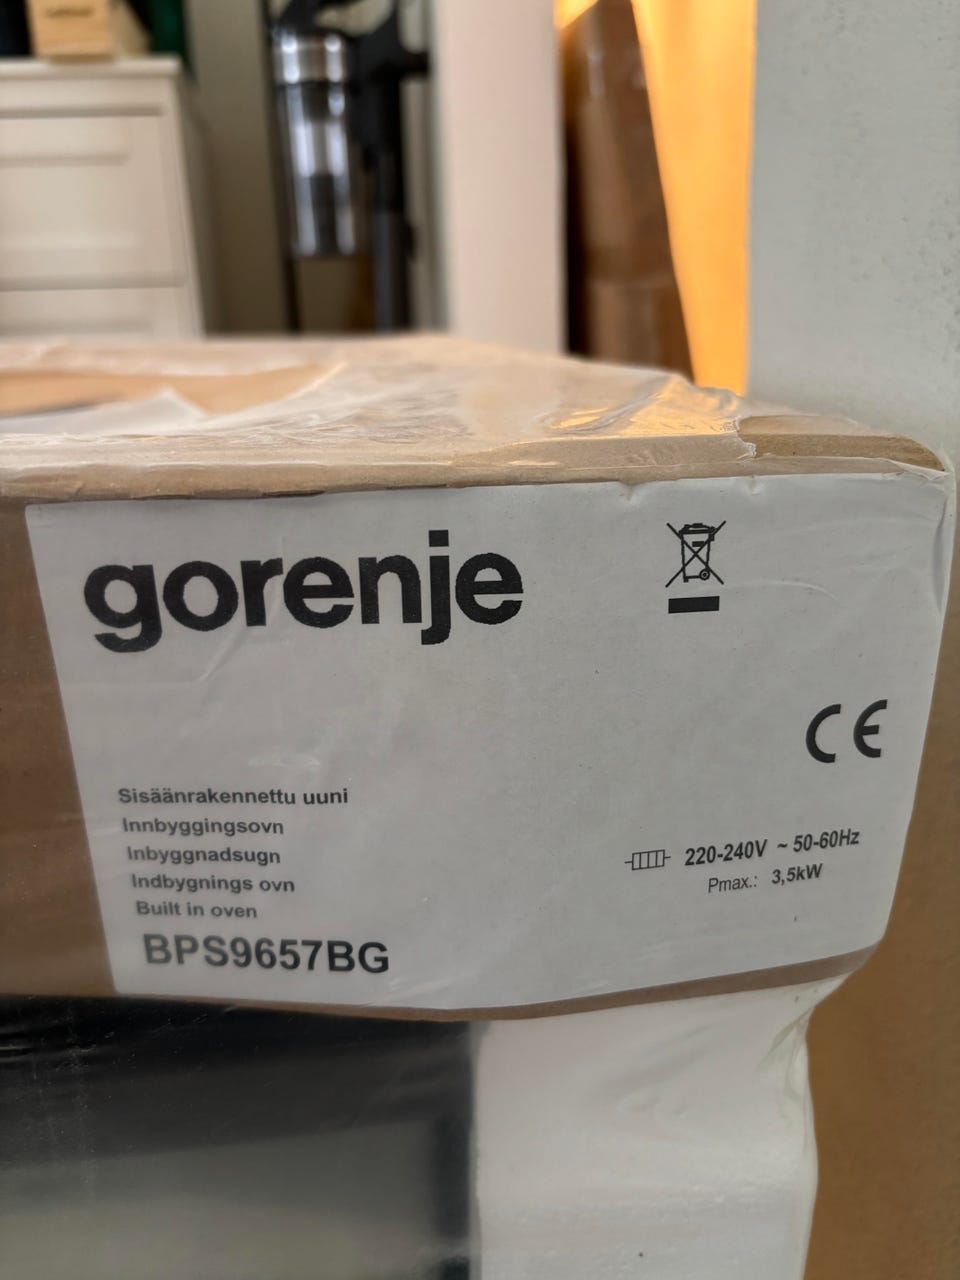 gorenje
CE
Sisäänrakennettu uuni
Innbyggingsovn
Inbyggnadsugn
Indbygnings ovn
Built in oven
BPS9657BG
220-240V ~ 50-60Hz
Pmax.: 3,5kW